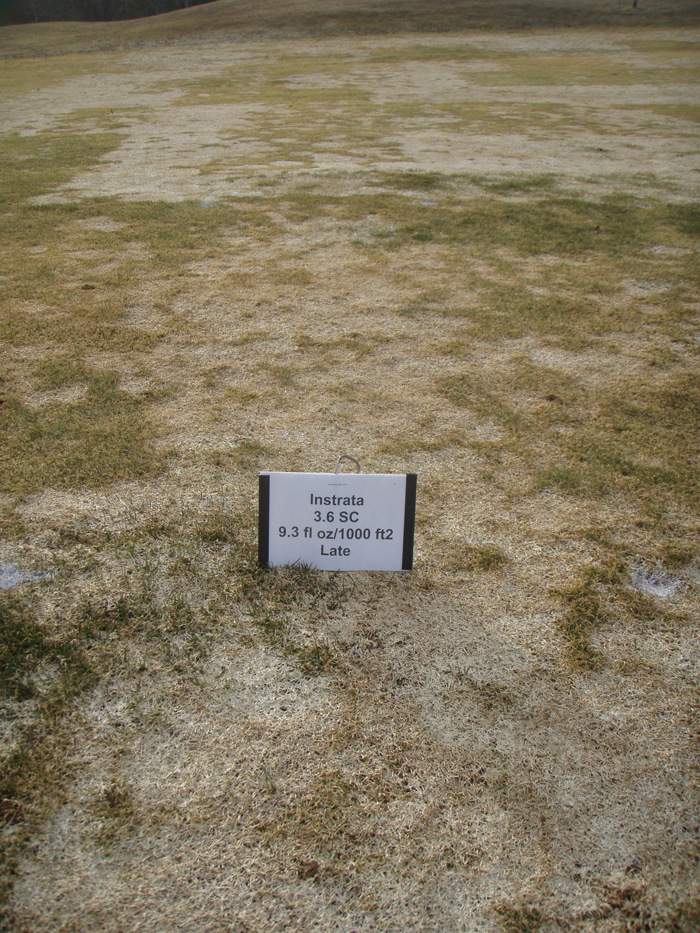 Instrata
3.6 SC
9.3 fl oz/1000 ft2
Late